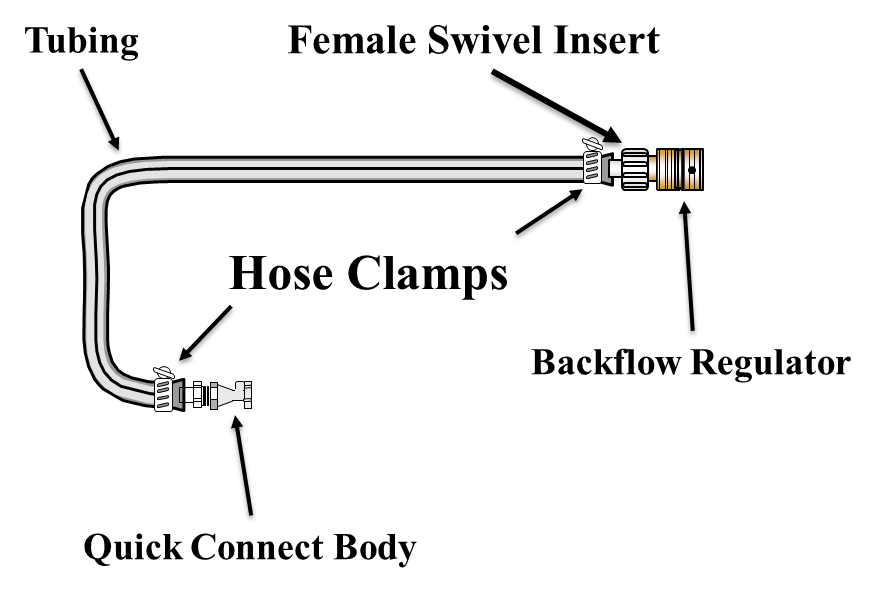 Tubing
Female Swivel Insert
Hose Clamps
Backflow Regulator
Quick Connect Body